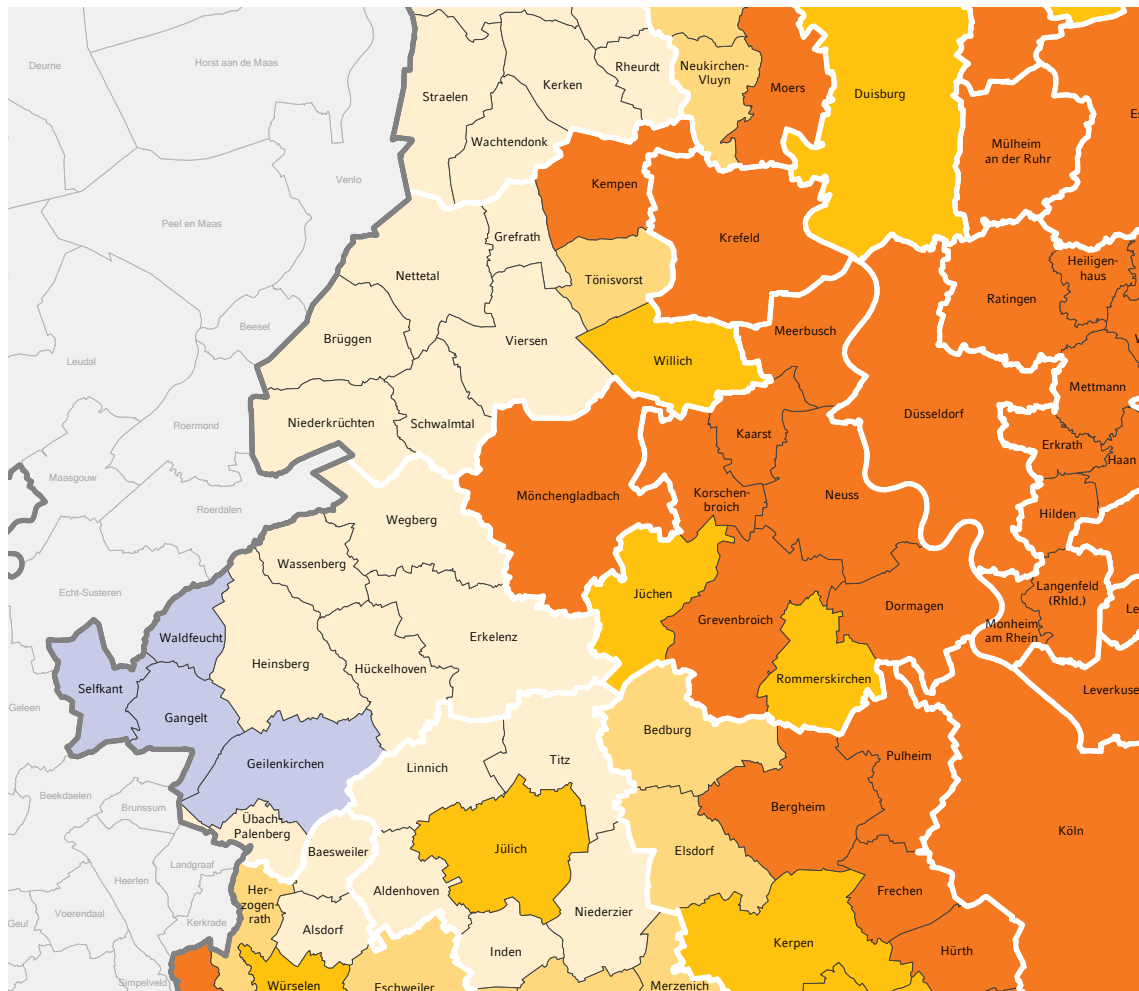 Deurne
Horst aan de Maas
Straelen
Kerken
Rheurdt
Neukirchen-
Vluyn
Moers
Duisburg
Mülheim
an der Ruhr
Wachtendonk
Venlo
Kempen
Peel en Maas
Grefrath
Krefeld
Nettetal
Tönisvorst
Heiligen-
haus
Ratingen
Beesel
Brüggen
Viersen
Meerbusch
Leudal
Willich
Mettmann
Düsseldorf
Roermond
Niederkrüchten
Schwalmtal
Kaarst
Erkrath
Haan
Maasgouw
Mönchengladbach
Korschen-
broich
Neuss
Roerdalen
Wegberg
Hilden
Wassenberg
Echt-Susteren
Jüchen
Dormagen
Langenfeld
(Rhld.)
Grevenbroich
Monheim
am Rhein
Waldfeucht
Erkelenz
Heinsberg
Hückelhoven
Rommerskirchen
Selfkant
Leverkuse
Geleen
Gangelt
Bedburg
Geilenkirchen
Linnich
Titz
Pulheim
Beekdaelen
Brunssum
Bergheim
Übach-
Palenberg
Köln
Baesweiler
Jülich
Elsdorf
Landgraaf
Heerlen
Her-
zogen-
rath
Aldenhoven
Frechen
Voerendaal
Niederzier
Geul
Kerkrade
Alsdorf
Kerpen
Inden
Hürth
Simpelveld
Würselen
Eschweiler
Merzenich